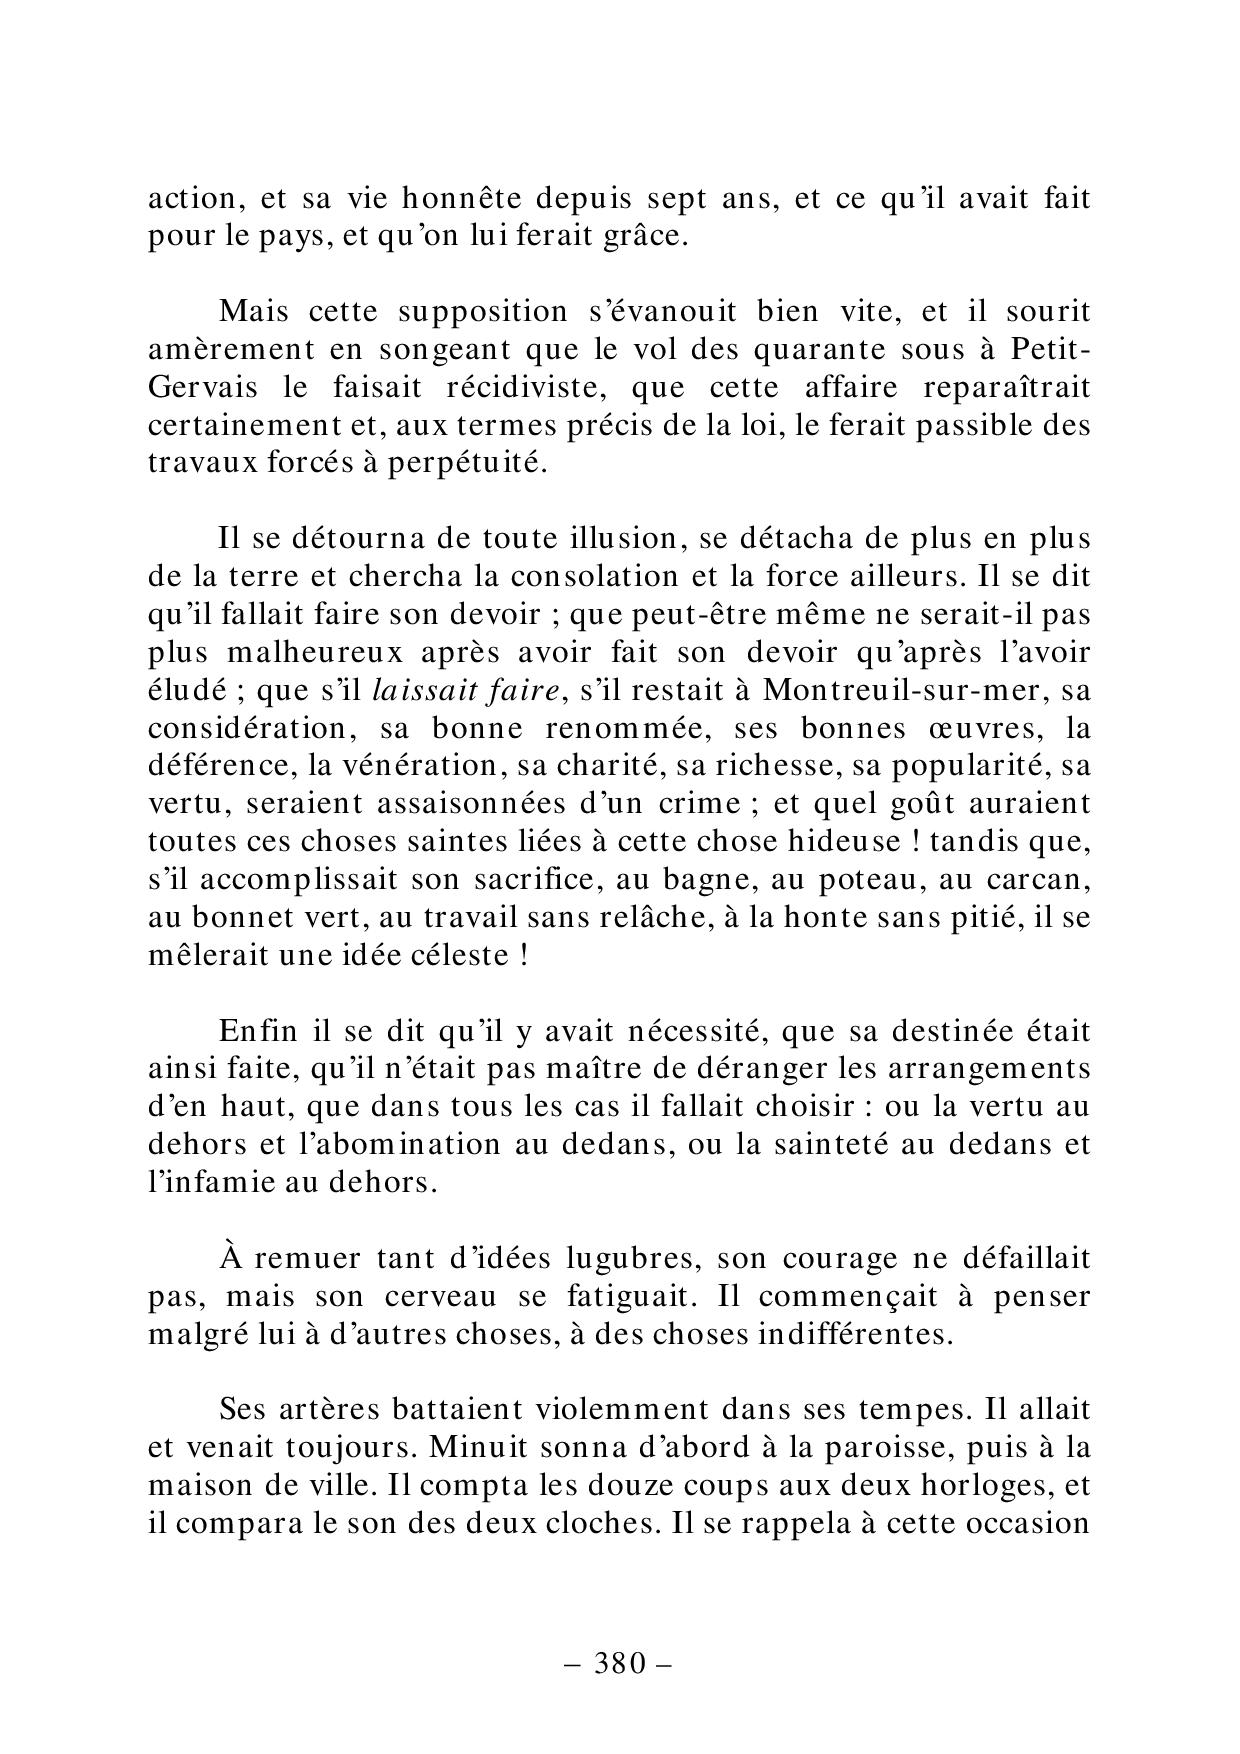 action, et sa vie honnête depuis sept ans, et ce qu’il avait fait
pour le pays, et qu’on lui ferait grâce.
Mais cette supposition s’évanouit bien vite, et il sourit
amèrement en songeant que le vol des quarante sous à Petit-
Gervais le faisait récidiviste, que cette affaire reparaîtrait
certainement et, aux termes précis de la loi, le ferait passible des
travaux forcés à perpétuité.
Il se détourna de toute illusion, se détacha de plus en plus
de la terre et chercha la consolation et la force ailleurs. Il se dit
qu’il fallait faire son devoir ; que peut-être même ne serait-il pas
plus malheureux après avoir fait son devoir qu’après l’avoir
éludé ; que s’il laissait faire, s’il restait à Montreuil-sur-mer, sa
considération, sa bonne renommée, ses bonnes œuvres, la
déférence, la vénération, sa charité, sa richesse, sa popularité, sa
vertu, seraient assaisonnées d’un crime ; et quel goût auraient
toutes ces choses saintes liées à cette chose hideuse ! tandis que,
s’il accomplissait son sacrifice, au bagne, au poteau, au carcan,
au bonnet vert, au travail sans relâche, à la honte sans pitié, il se
mêlerait une idée céleste !
Enfin il se dit qu’il y avait nécessité, que sa destinée était
ainsi faite, qu’il n’était pas maître de déranger les arrangements
d’en haut, que dans tous les cas il fallait choisir : ou la vertu au
dehors et l’abomination au dedans, ou la sainteté au dedans et
l’infamie au dehors.
À remuer tant d’idées lugubres, son courage ne défaillait
pas, mais son cerveau se fatiguait. Il commençait à penser
malgré lui à d’autres choses, à des choses indifférentes.
Ses artères battaient violemment dans ses tempes. Il allait
et venait toujours. Minuit sonna d’abord à la paroisse, puis à la
maison de ville. Il compta les douze coups aux deux horloges, et
il compara le son des deux cloches. Il se rappela à cette occasion
– 380 –